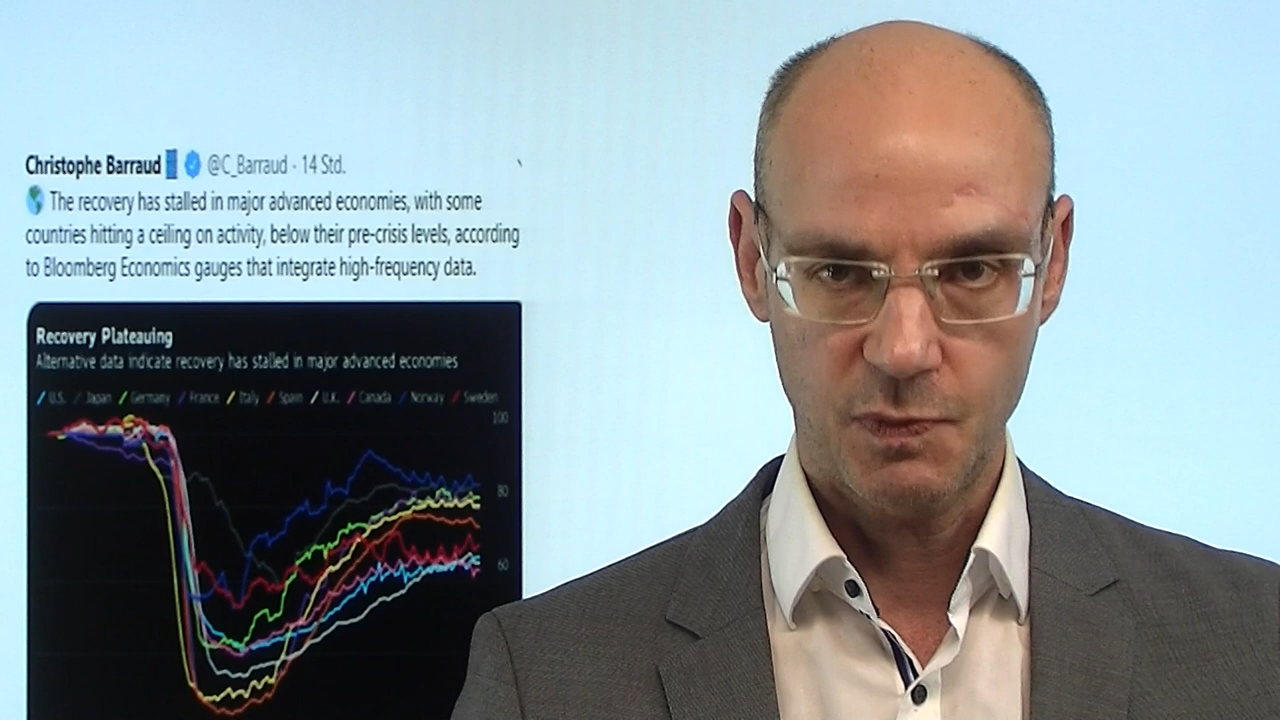 Christophe Barraud @C_Barraud · 14 Std.
The recovery has stalled in major advanced economies, with some
countries hitting a ceiling on activity, below their pre-crisis levels, according
to Bloomberg Economics gauges that integrate high-frequency data.
Recovery Plateauing
Alternative data indicate recovery has stalled in major advanced economies
U.S. Japan Germany France Italy Spain U.K. Canada Norway Sweden
100
80
60